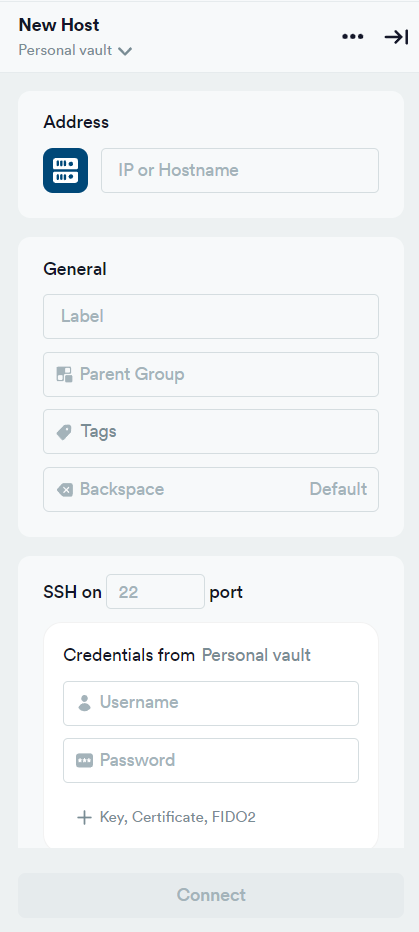 New Host
Personal vault
Address
IP or Hostname
General
Label
Parent Group
Tags
Backspace Default
SSH on 22 port
Credentials from Personal vault
Username
Password
+ Key, Certificate, FIDO2
Connect